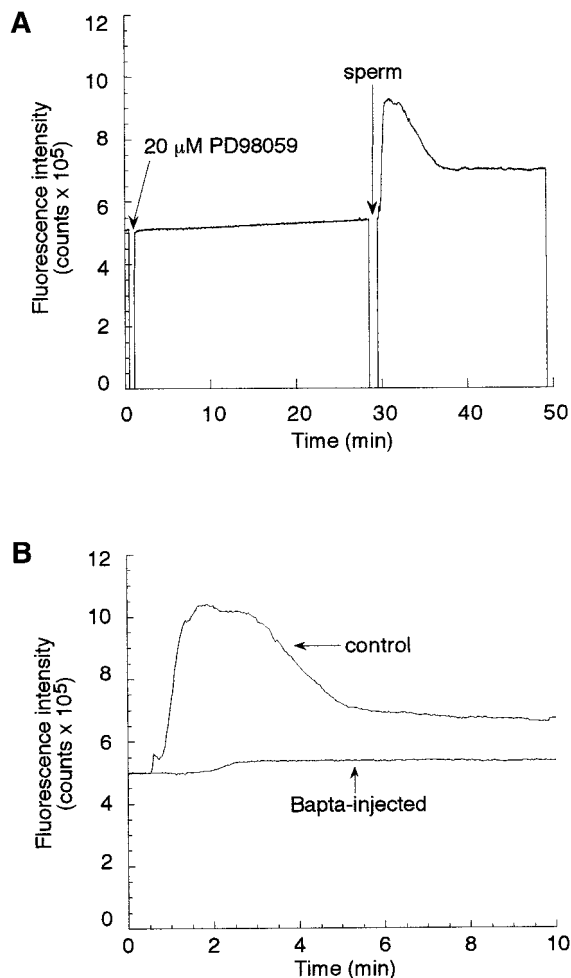 A
Fluorescence intensity
(counts x 10⁵)
12
10
8
6
4
2
0
20 μM PD98059
sperm
0 10 20 30 40 50
Time (min)
B
Fluorescence intensity
(counts x 10⁵)
12
10
8
6
4
2
0
control
Bapta-injected
0 2 4 6 8 10
Time (min)